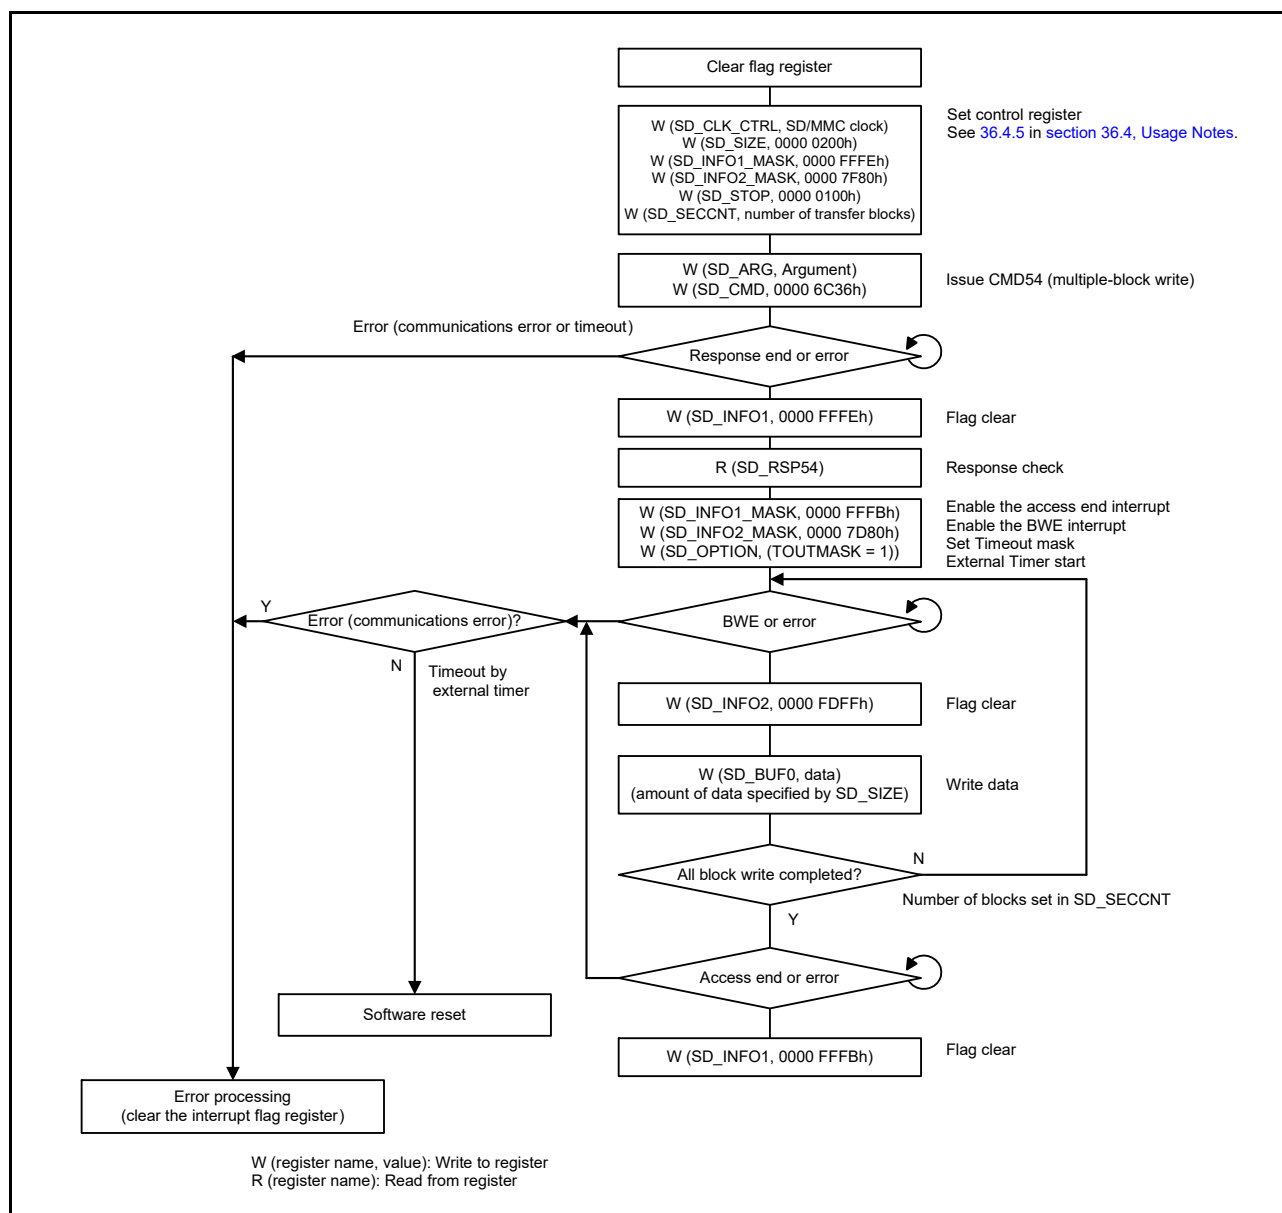 Clear flag register
W (SD_CLK_CTRL, SD/MMC clock)
W (SD_SIZE, 0000 0200h)
W (SD_INFO1_MASK, 0000 FFFEh)
W (SD_INFO2_MASK, 0000 7F80h)
W (SD_STOP, 0000 0100h)
W (SD_SECCNT, number of transfer blocks)
Set control register
See 36.4.5 in section 36.4, Usage Notes.
W (SD_ARG, Argument)
W (SD_CMD, 0000 6C36h)
Issue CMD54 (multiple-block write)
Error (communications error or timeout)
Response end or error
W (SD_INFO1, 0000 FFFEh)
Flag clear
R (SD_RSP54)
Response check
W (SD_INFO1_MASK, 0000 FFFBh)
W (SD_INFO2_MASK, 0000 7D80h)
W (SD_OPTION, (TOUTMASK = 1))
Enable the access end interrupt
Enable the BWE interrupt
Set Timeout mask
External Timer start
Y
Error (communications error)?
BWE or error
N
Timeout by
external timer
W (SD_INFO2, 0000 FDFFh)
Flag clear
W (SD_BUF0, data)
(amount of data specified by SD_SIZE)
Write data
All block write completed?
N
Number of blocks set in SD_SECCNT
Y
Access end or error
Software reset
W (SD_INFO1, 0000 FFFBh)
Flag clear
Error processing
(clear the interrupt flag register)
W (register name, value): Write to register
R (register name): Read from register